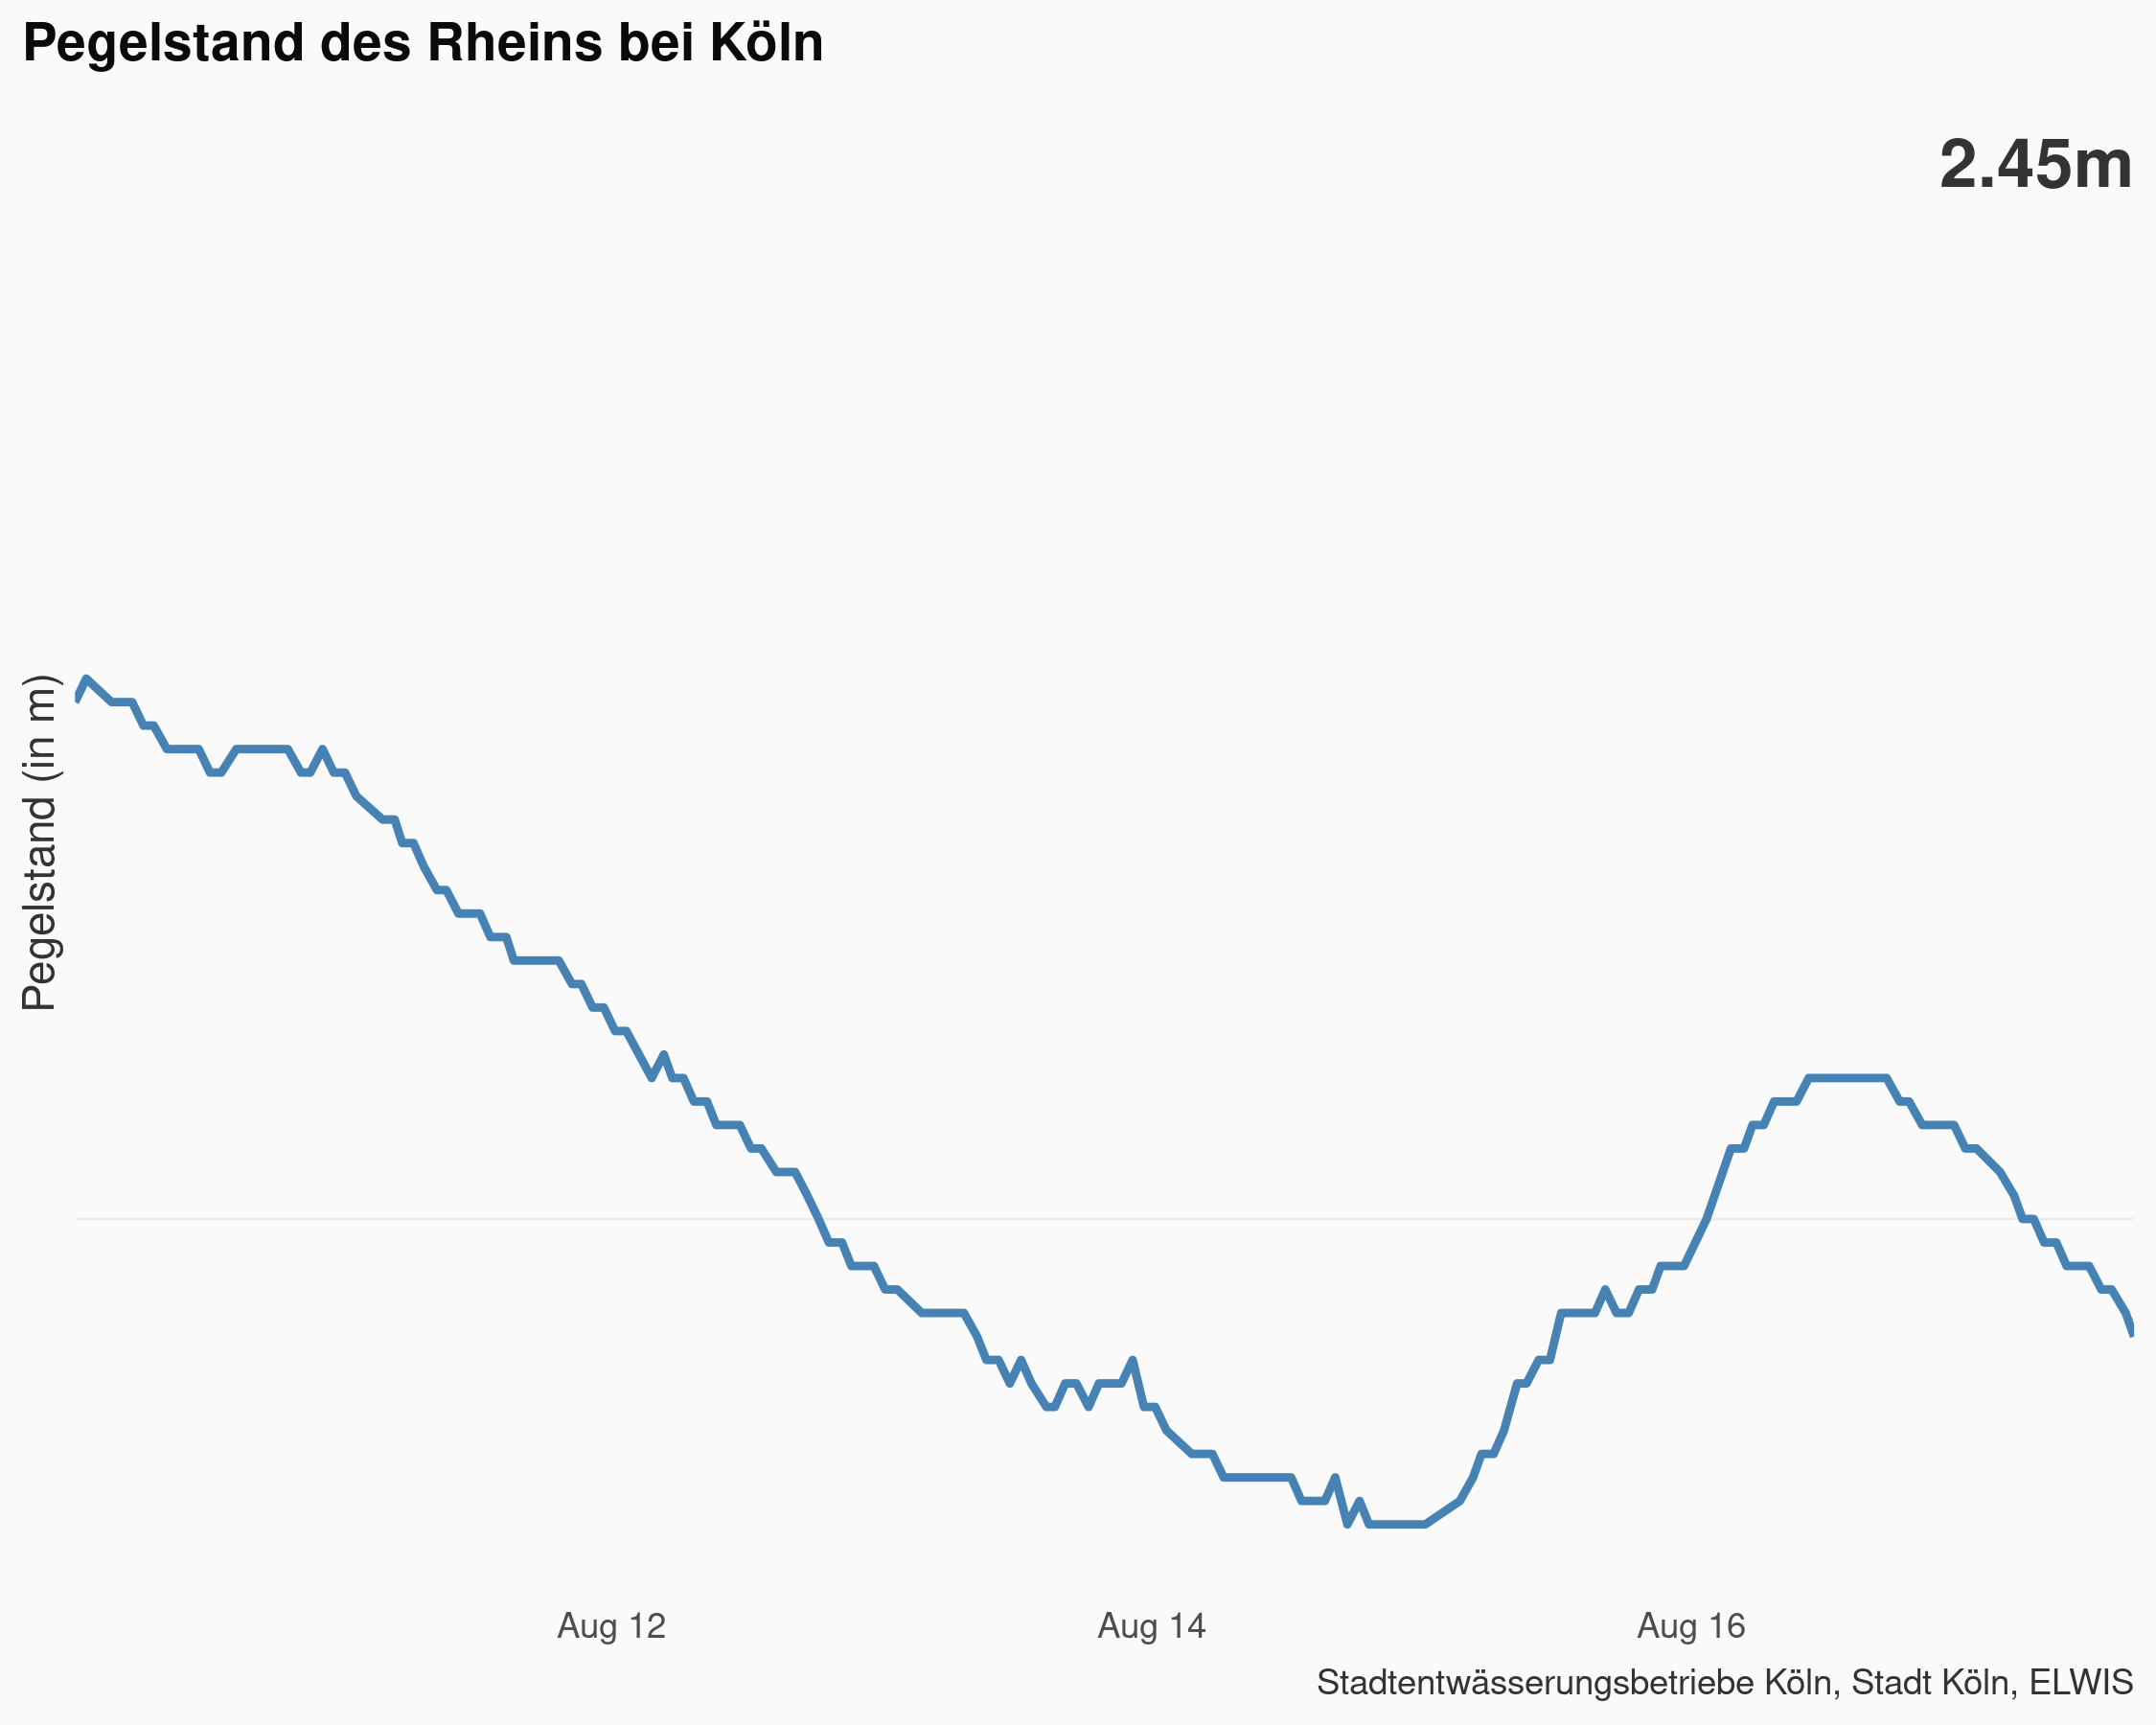 Pegelstand des Rheins bei Köln
2.45m
Pegelstand (in m)
Aug 12
Aug 14
Aug 16
Stadtentwässerungsbetriebe Köln, Stadt Köln, ELWIS